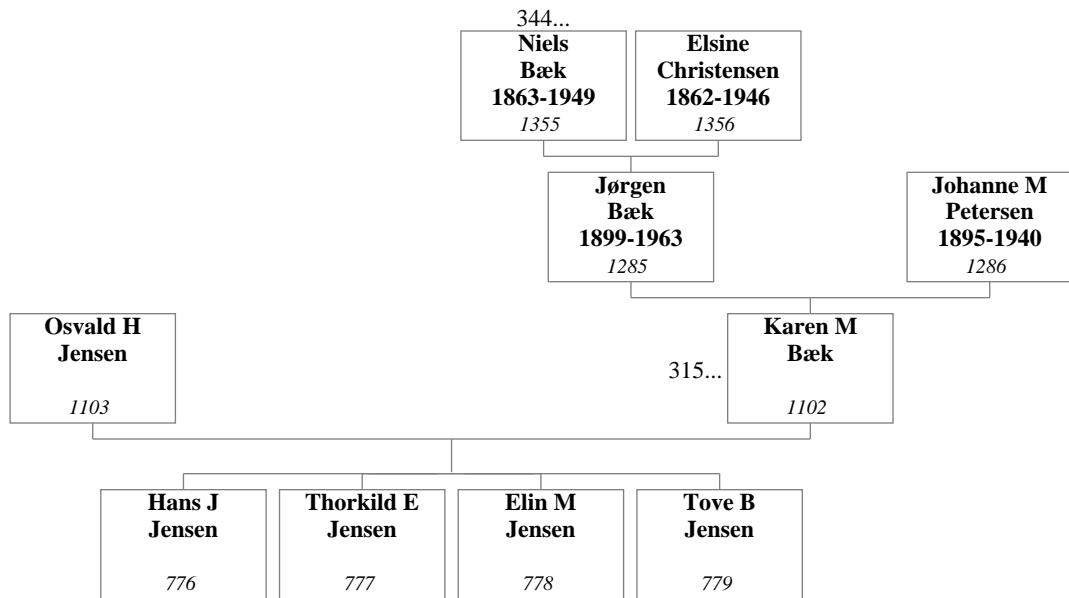 344...
Niels
Bæk
1863-1949
1355
Elsine
Christensen
1862-1946
1356
Jørgen
Bæk
1899-1963
1285
Johanne M
Petersen
1895-1940
1286
Osvald H
Jensen
1103
315...
Karen M
Bæk
1102
Hans J
Jensen
776
Thorkild E
Jensen
777
Elin M
Jensen
778
Tove B
Jensen
779